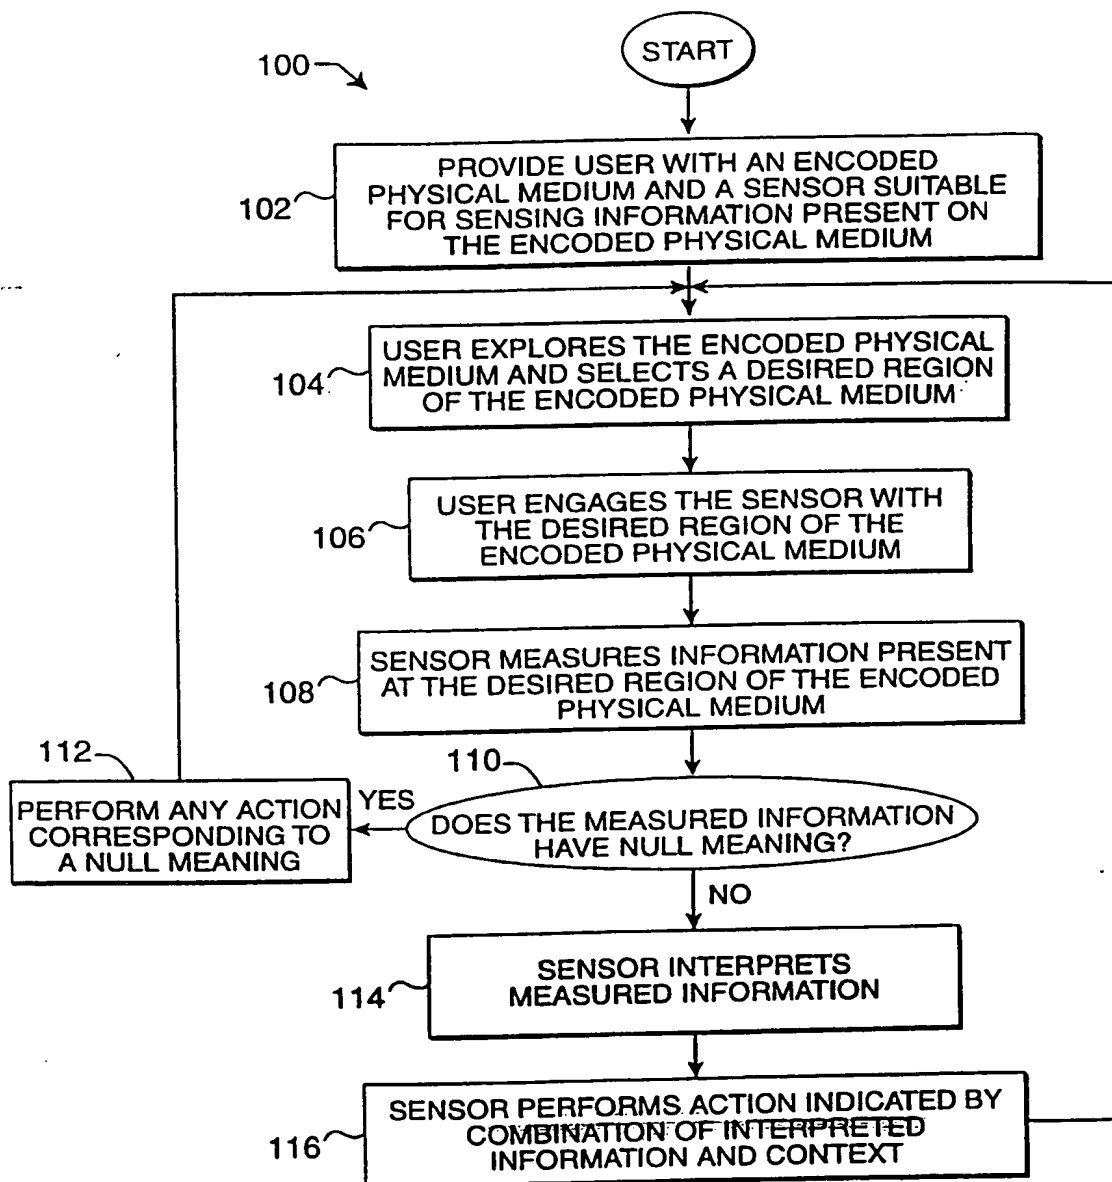 START
100
PROVIDE USER WITH AN ENCODED
PHYSICAL MEDIUM AND A SENSOR SUITABLE
FOR SENSING INFORMATION PRESENT ON
THE ENCODED PHYSICAL MEDIUM
102
USER EXPLORES THE ENCODED PHYSICAL
MEDIUM AND SELECTS A DESIRED REGION
OF THE ENCODED PHYSICAL MEDIUM
104
USER ENGAGES THE SENSOR WITH
THE DESIRED REGION OF THE
ENCODED PHYSICAL MEDIUM
106
SENSOR MEASURES INFORMATION PRESENT
AT THE DESIRED REGION OF THE ENCODED
PHYSICAL MEDIUM
108
112
110
YES
PERFORM ANY ACTION
CORRESPONDING TO
A NULL MEANING
DOES THE MEASURED INFORMATION
HAVE NULL MEANING?
NO
SENSOR INTERPRETS
MEASURED INFORMATION
114
SENSOR PERFORMS ACTION INDICATED BY
COMBINATION OF INTERPRETED
INFORMATION AND CONTEXT
116